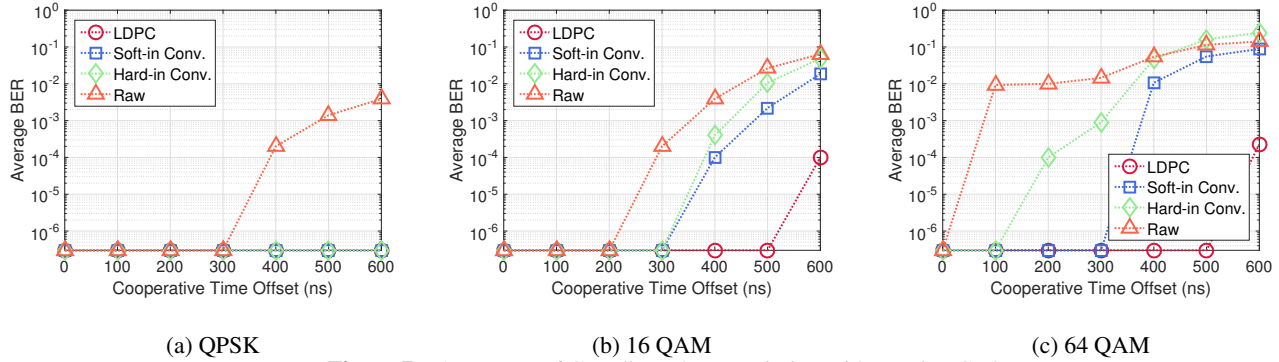 10^0
10^-1
10^-2
10^-3
10^-4
10^-5
10^-6
Average BER
LDPC
Soft-in Conv.
Hard-in Conv.
Raw
0 100 200 300 400 500 600
Cooperative Time Offset (ns)
(a) QPSK
10^0
10^-1
10^-2
10^-3
10^-4
10^-5
10^-6
Average BER
LDPC
Soft-in Conv.
Hard-in Conv.
Raw
0 100 200 300 400 500 600
Cooperative Time Offset (ns)
(b) 16 QAM
10^0
10^-1
10^-2
10^-3
10^-4
10^-5
10^-6
Average BER
LDPC
Soft-in Conv.
Hard-in Conv.
Raw
0 100 200 300 400 500 600
Cooperative Time Offset (ns)
(c) 64 QAM